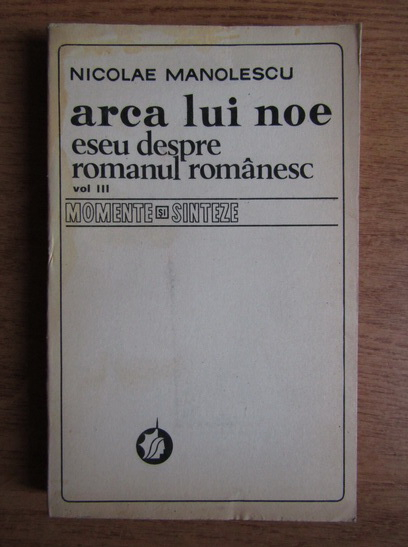 NICOLAE MANOLESCU
arca lui noe
eseu despre
romanul românesc
vol III
MOMENTE ȘI SINTEZE